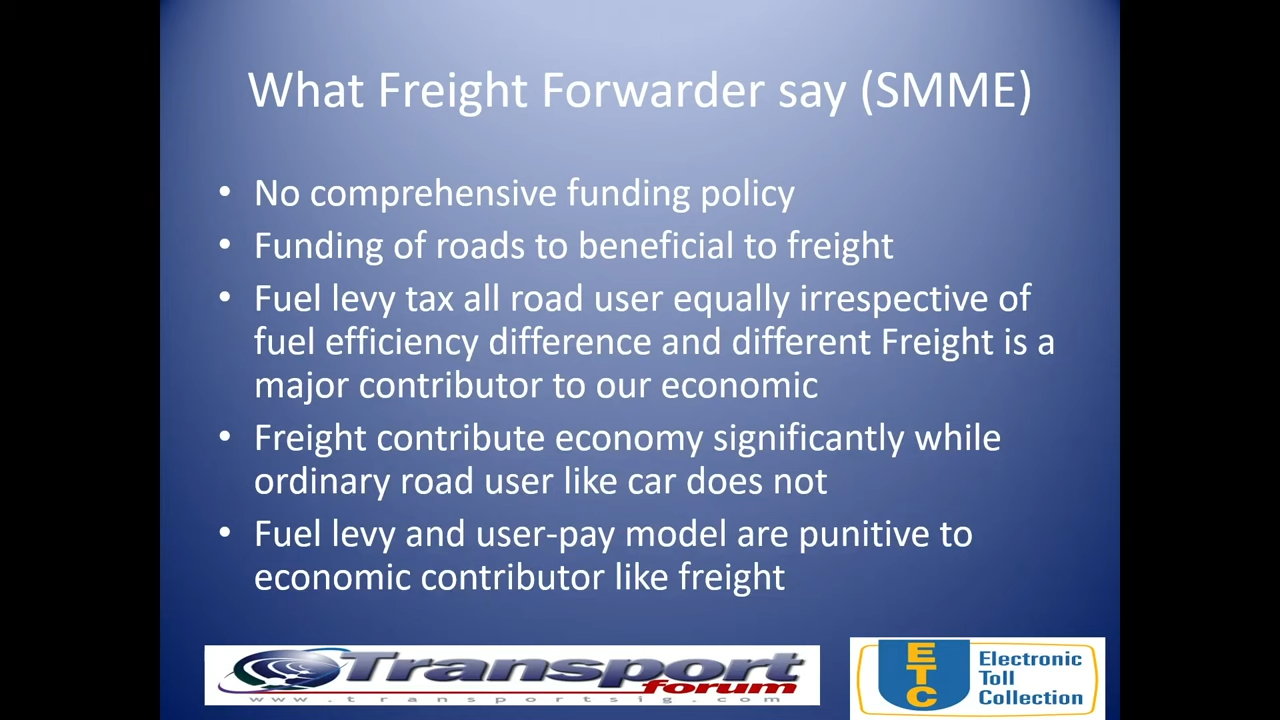 What Freight Forwarder say (SMME)
• No comprehensive funding policy
• Funding of roads to beneficial to freight
• Fuel levy tax all road user equally irrespective of
fuel efficiency difference and different Freight is a
major contributor to our economic
• Freight contribute economy significantly while
ordinary road user like car does not
• Fuel levy and user-pay model are punitive to
economic contributor like freight
Transport
forum
www.transportsig.com
ETC
Electronic
Toll
Collection